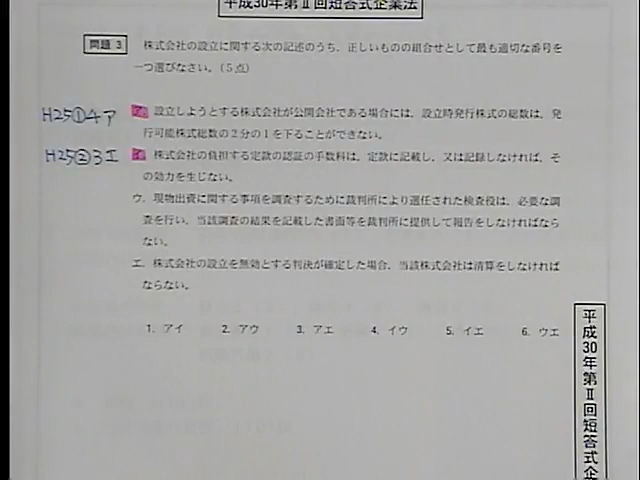 平成30年第Ⅱ回短答式企業法
問題 3 株式会社の設立に関する次の記述のうち、正しいものの組合せとして最も適切な番号を
一つ選びなさい。(5点)
H25①4ア ア. 設立しようとする株式会社が公開会社である場合には、設立時発行株式の総数は、発
行可能株式総数の2分の1を下ることができない。
H25②3エ イ. 株式会社の負担する定款の認証の手数料は、定款に記載し、又は記録しなければ、そ
の効力を生じない。
ウ. 現物出資に関する事項を調査するために裁判所により選任された検査役は、必要な調
査を行い、当該調査の結果を記載した書面等を裁判所に提供して報告をしなければなら
ない。
エ. 株式会社の設立を無効とする判決が確定した場合、当該株式会社は清算をしなければ
ならない。
1. アイ 2. アウ 3. アエ 4. イウ 5. イエ 6. ウエ
平成30年第Ⅱ回短答式企